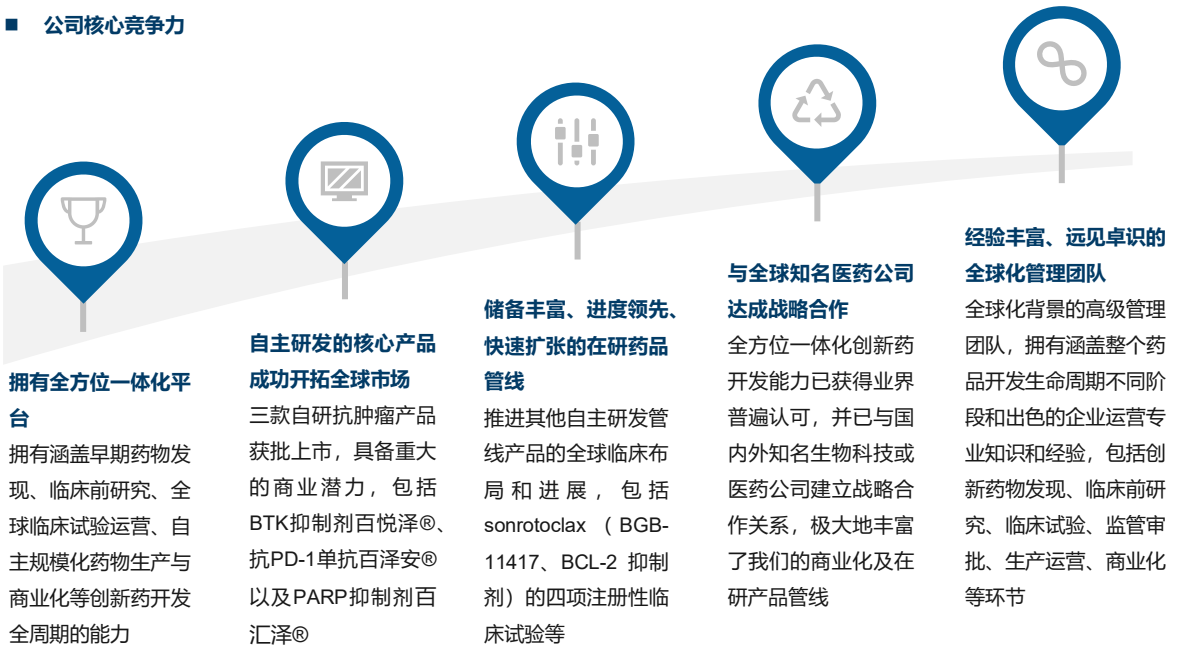 ■ 公司核心竞争力
拥有全方位一体化平
台
拥有涵盖早期药物发
现、临床前研究、全
球临床试验运营、自
主规模化药物生产与
商业化等创新药开发
全周期的能力
自主研发的核心产品
成功开拓全球市场
三款自研抗肿瘤产品
获批上市，具备重大
的商业潜力，包括
BTK抑制剂百悦泽®、
抗PD-1单抗百泽安®
以及PARP抑制剂百
汇泽®
储备丰富、进度领先、
快速扩张的在研药品
管线
推进其他自主研发管
线产品的全球临床布
局和进展，包括
sonrotoclax （BGB-
11417、BCL-2 抑制
剂）的四项注册性临
床试验等
与全球知名医药公司
达成战略合作
全方位一体化创新药
开发能力已获得业界
普遍认可，并已与国
内外知名生物科技或
医药公司建立战略合
作关系，极大地丰富
了我们的商业化及在
研产品管线
经验丰富、远见卓识的
全球化管理团队
全球化背景的高级管理
团队，拥有涵盖整个药
品开发生命周期不同阶
段和出色的企业运营专
业知识和经验，包括创
新药物发现、临床前研
究、临床试验、监管审
批、生产运营、商业化
等环节